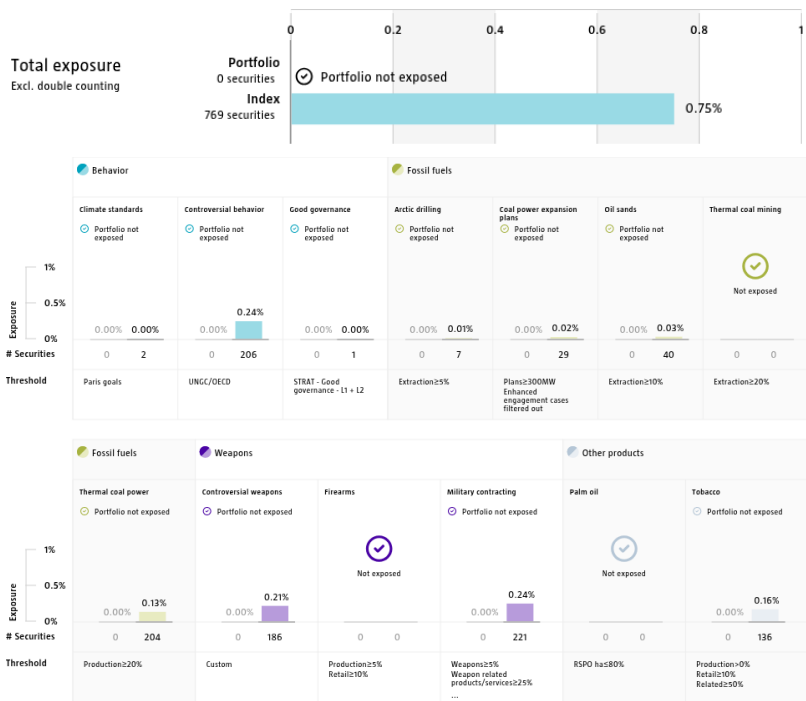 0 0.2 0.4 0.6 0.8 1
Total exposure
Excl. double counting
Portfolio
0 securities
Portfolio not exposed
Index
769 securities
0.75%
Behavior
Fossil fuels
Climate standards
Controversial behavior
Good governance
Arctic drilling
Coal power expansion
plans
Oil sands
Thermal coal mining
Portfolio not
exposed
Portfolio not
exposed
Portfolio not
exposed
Portfolio not
exposed
Portfolio not
exposed
Portfolio not
exposed
Not exposed
Exposure
1%
0.5%
0%
0.00% 0.00%
0.00% 0.24%
0.00% 0.00%
0.00% 0.01%
0.00% 0.02%
0.00% 0.03%
# Securities
0 2
0 206
0 1
0 7
0 29
0 40
0 0
Threshold
Paris goals
UNGC/OECD
STRAT - Good
governance - L1 + L2
Extraction≥5%
Plans≥300MW
Enhanced
engagement cases
filtered out
Extraction≥10%
Extraction≥20%
Fossil fuels
Weapons
Other products
Thermal coal power
Controversial weapons
Firearms
Military contracting
Palm oil
Tobacco
Portfolio not exposed
Portfolio not exposed
Not exposed
Portfolio not exposed
Not exposed
Portfolio not exposed
Exposure
1%
0.5%
0%
0.00% 0.13%
0.00% 0.21%
0.00% 0.24%
0.00% 0.16%
# Securities
0 204
0 186
0 0
0 221
0 0
0 136
Threshold
Production≥20%
Custom
Production≥5%
Retail≥10%
Weapons≥5%
Weapon related
products/services≥25%
...
RSPO ha≤80%
Production>0%
Retail≥10%
Related≥50%